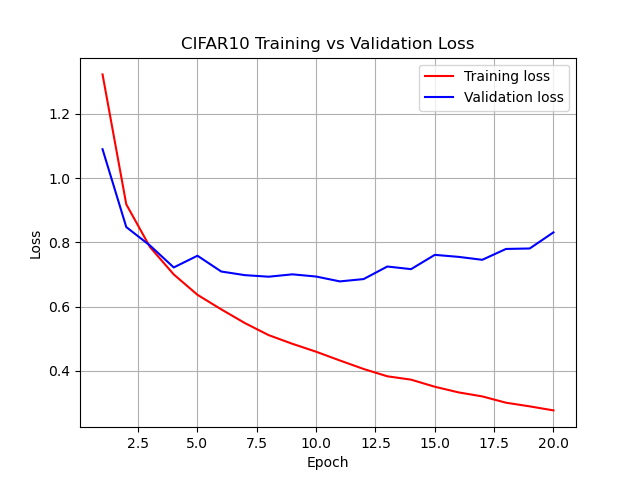 CIFAR10 Training vs Validation Loss
Training loss
Validation loss
1.2
1.0
0.8
0.6
0.4
Loss
2.5 5.0 7.5 10.0 12.5 15.0 17.5 20.0
Epoch